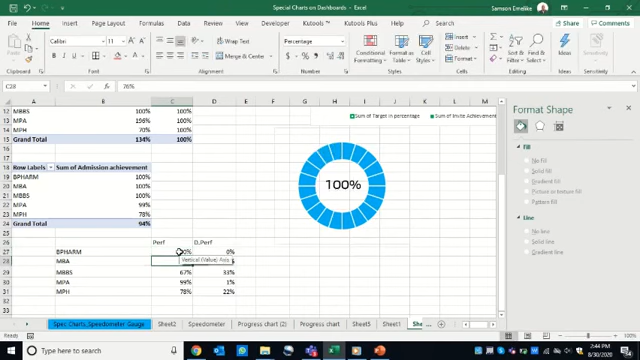 Special Charts on Dashboards - Excel
Samson Emelike
File Home Insert Page Layout Formulas Data Review View Developer Kutools Kutools Plus Help Share Comments
Calibri 11 Wrap Text Percentage Insert
Paste Merge & Center Conditional Formatting Format as Table Cell Styles Delete Format Sort & Filter Find & Select Ideas
Clipboard Font Alignment Number Styles Cells Editing Ideas
C28 76%
A B C D E F G H I J K L M
12 MBBS 100% 100%
13 MPA 196% 100%
14 MPH 70% 100%
15 Grand Total 134% 100%
16
17
18 Row Labels Sum of Admission achievement
19 BPHARM 100%
20 MBA 100%
21 MBBS 100%
22 MPA 99%
23 MPH 78%
24 Grand Total 94%
26 Perf D.Perf
27 BPHARM 0%
28 MBA
29 MBBS 67% 33%
30 MPA 99% 1%
31 MPH 78% 22%
32
33
Vertical (Value) Axis
Sum of Target in percentage Sum of Invite Achievement
100%
Format Shape
Fill
No fill
Solid fill
Gradient fill
Picture or texture fill
Pattern fill
Line
No line
Solid line
Gradient line
Spec Charts_Speedometer Gauge Sheet2 Speedometer Progress chart (2) Progress chart Sheet5 Sheet1 She ...
Type here to search
2:44 PM
8/30/2020